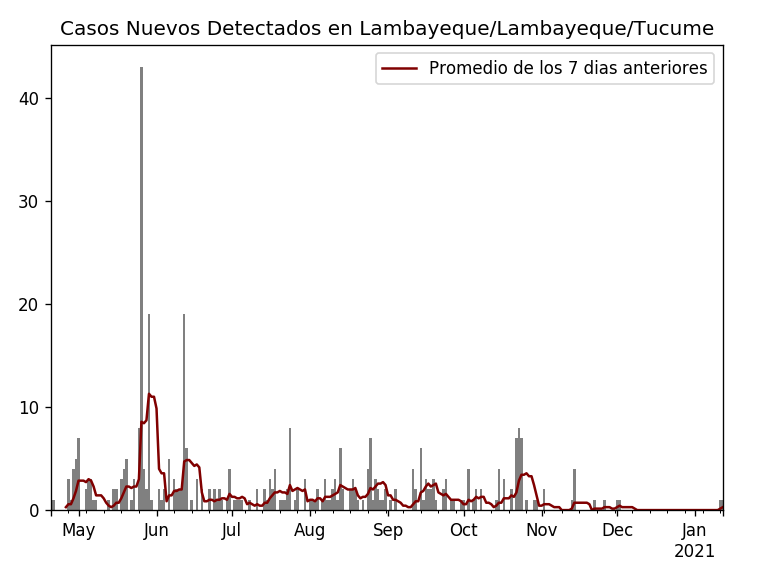 Casos Nuevos Detectados en Lambayeque/Lambayeque/Tucume
Promedio de los 7 dias anteriores
40
30
20
10
0
May Jun Jul Aug Sep Oct Nov Dec Jan
2021